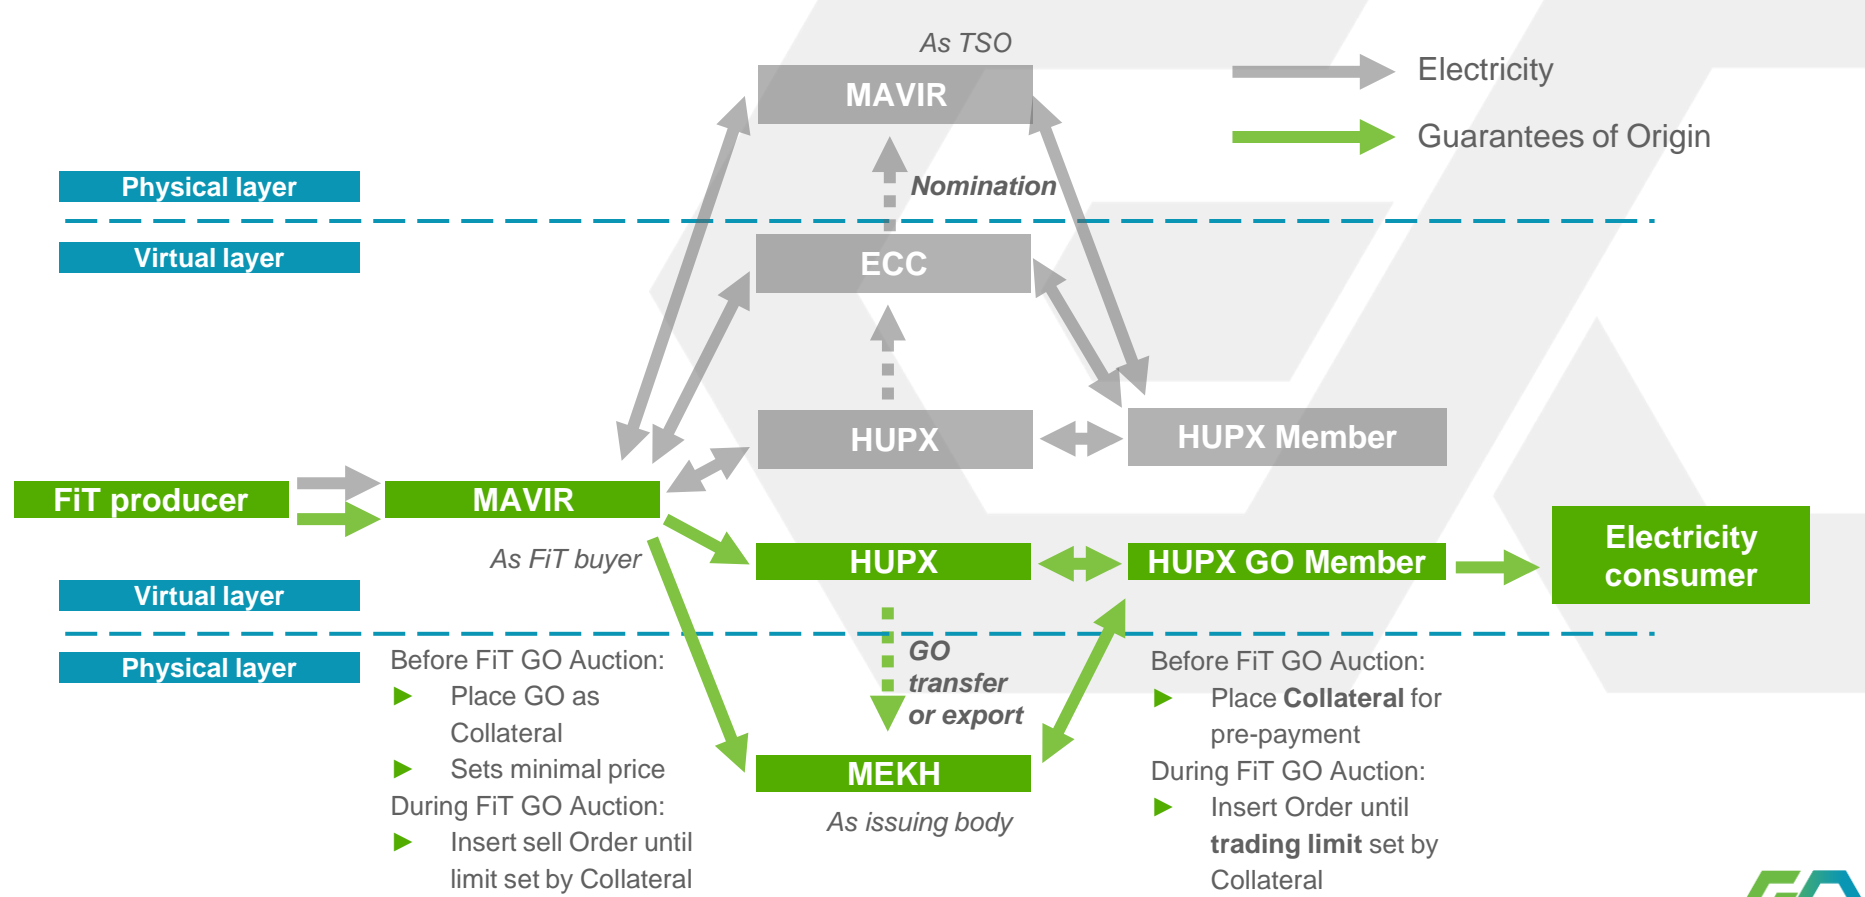 As TSO
MAVIR
Electricity
Guarantees of Origin
Physical layer
Nomination
Virtual layer
ECC
HUPX
HUPX Member
FiT producer
MAVIR
As FiT buyer
HUPX
HUPX GO Member
Electricity
consumer
Virtual layer
Physical layer
Before FiT GO Auction:
► Place GO as
Collateral
► Sets minimal price
During FiT GO Auction:
► Insert sell Order until
limit set by Collateral
GO
transfer
or export
MEKH
As issuing body
Before FiT GO Auction:
► Place Collateral for
pre-payment
During FiT GO Auction:
► Insert Order until
trading limit set by
Collateral